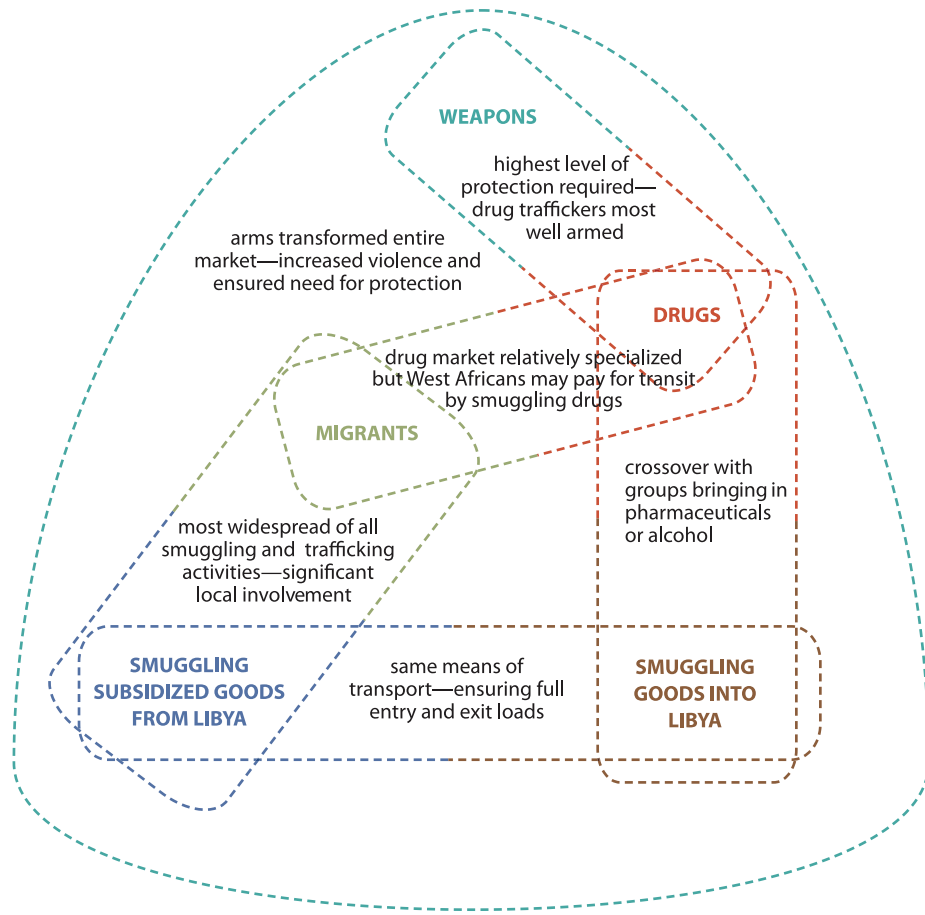 WEAPONS
highest level of
protection required—
drug traffickers most
well armed
arms transformed entire
market—increased violence and
ensured need for protection
DRUGS
drug market relatively specialized
but West Africans may pay for transit
by smuggling drugs
MIGRANTS
crossover with
groups bringing in
pharmaceuticals
or alcohol
most widespread of all
smuggling and trafficking
activities—significant
local involvement
SMUGGLING
SUBSIDIZED GOODS
FROM LIBYA
same means of
transport—ensuring full
entry and exit loads
SMUGGLING
GOODS INTO
LIBYA